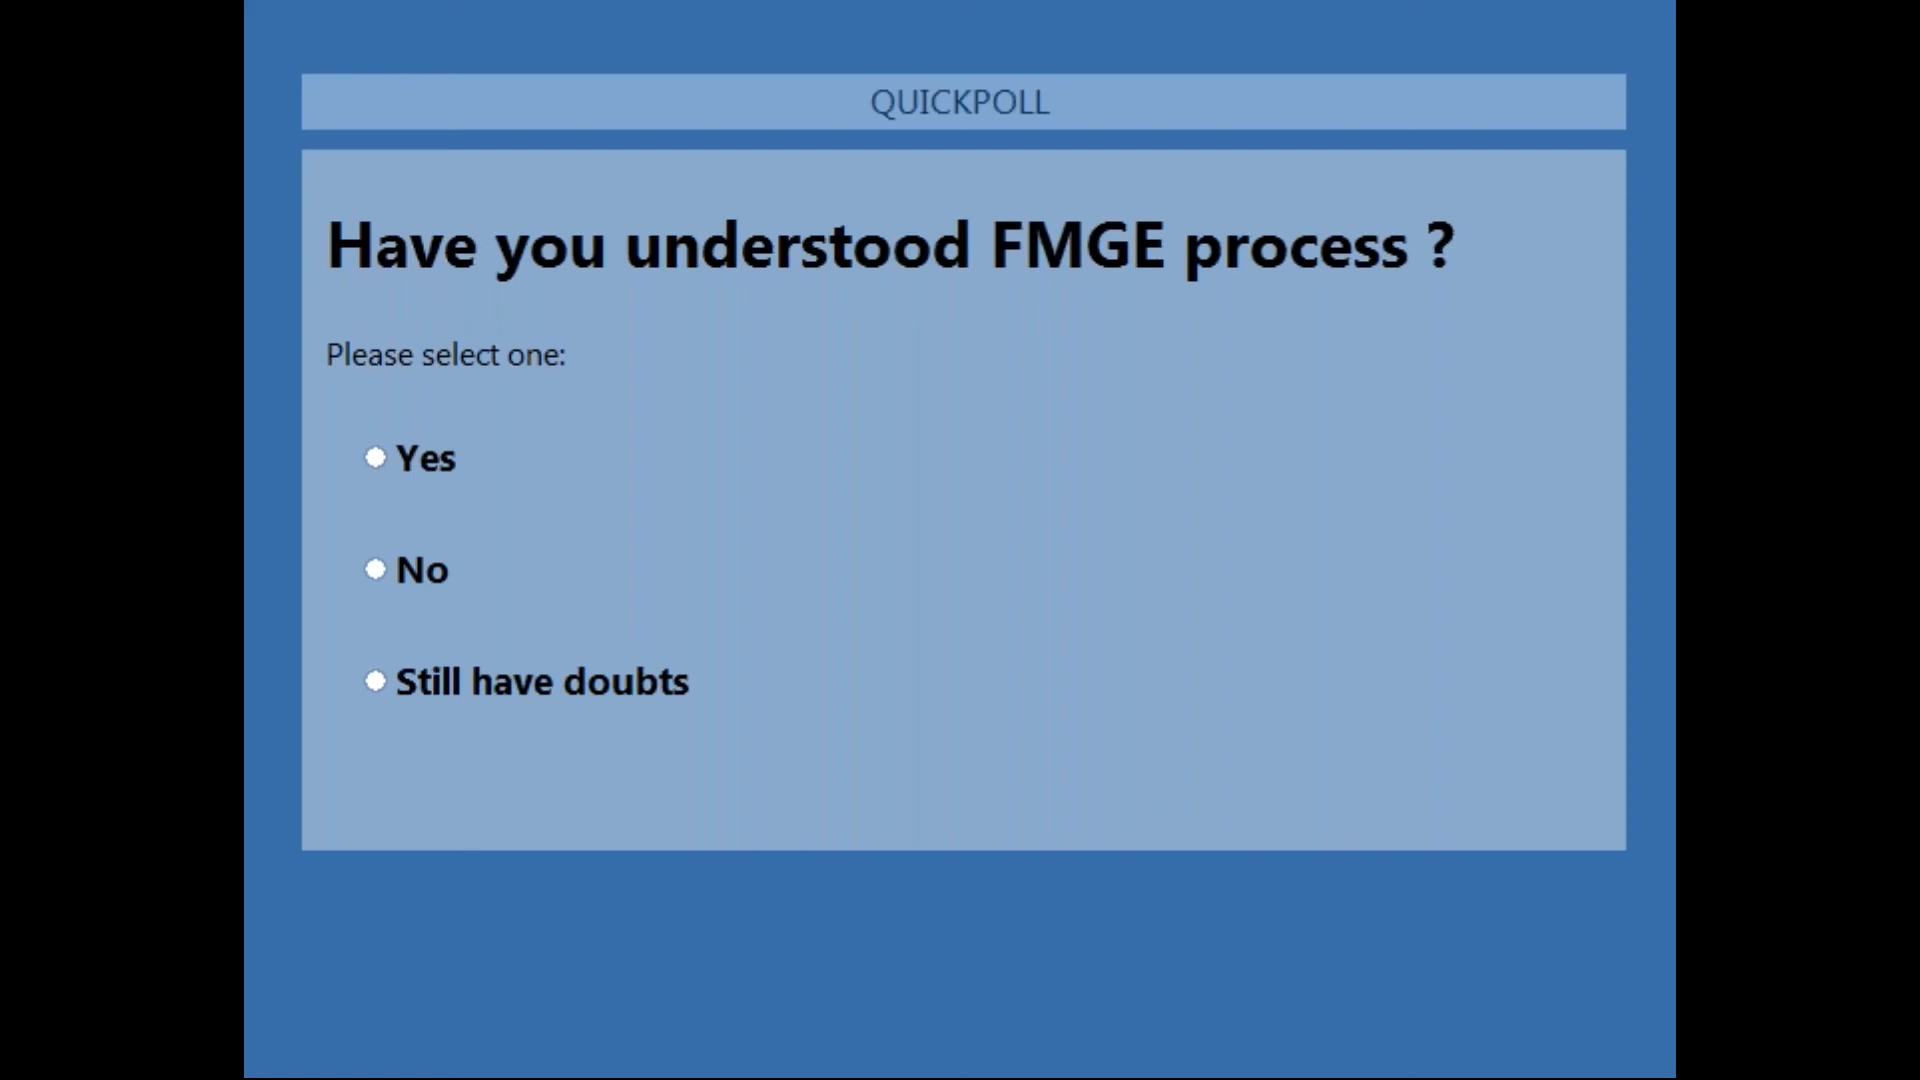 QUICKPOLL
Have you understood FMGE process ?
Please select one:
Yes
No
Still have doubts